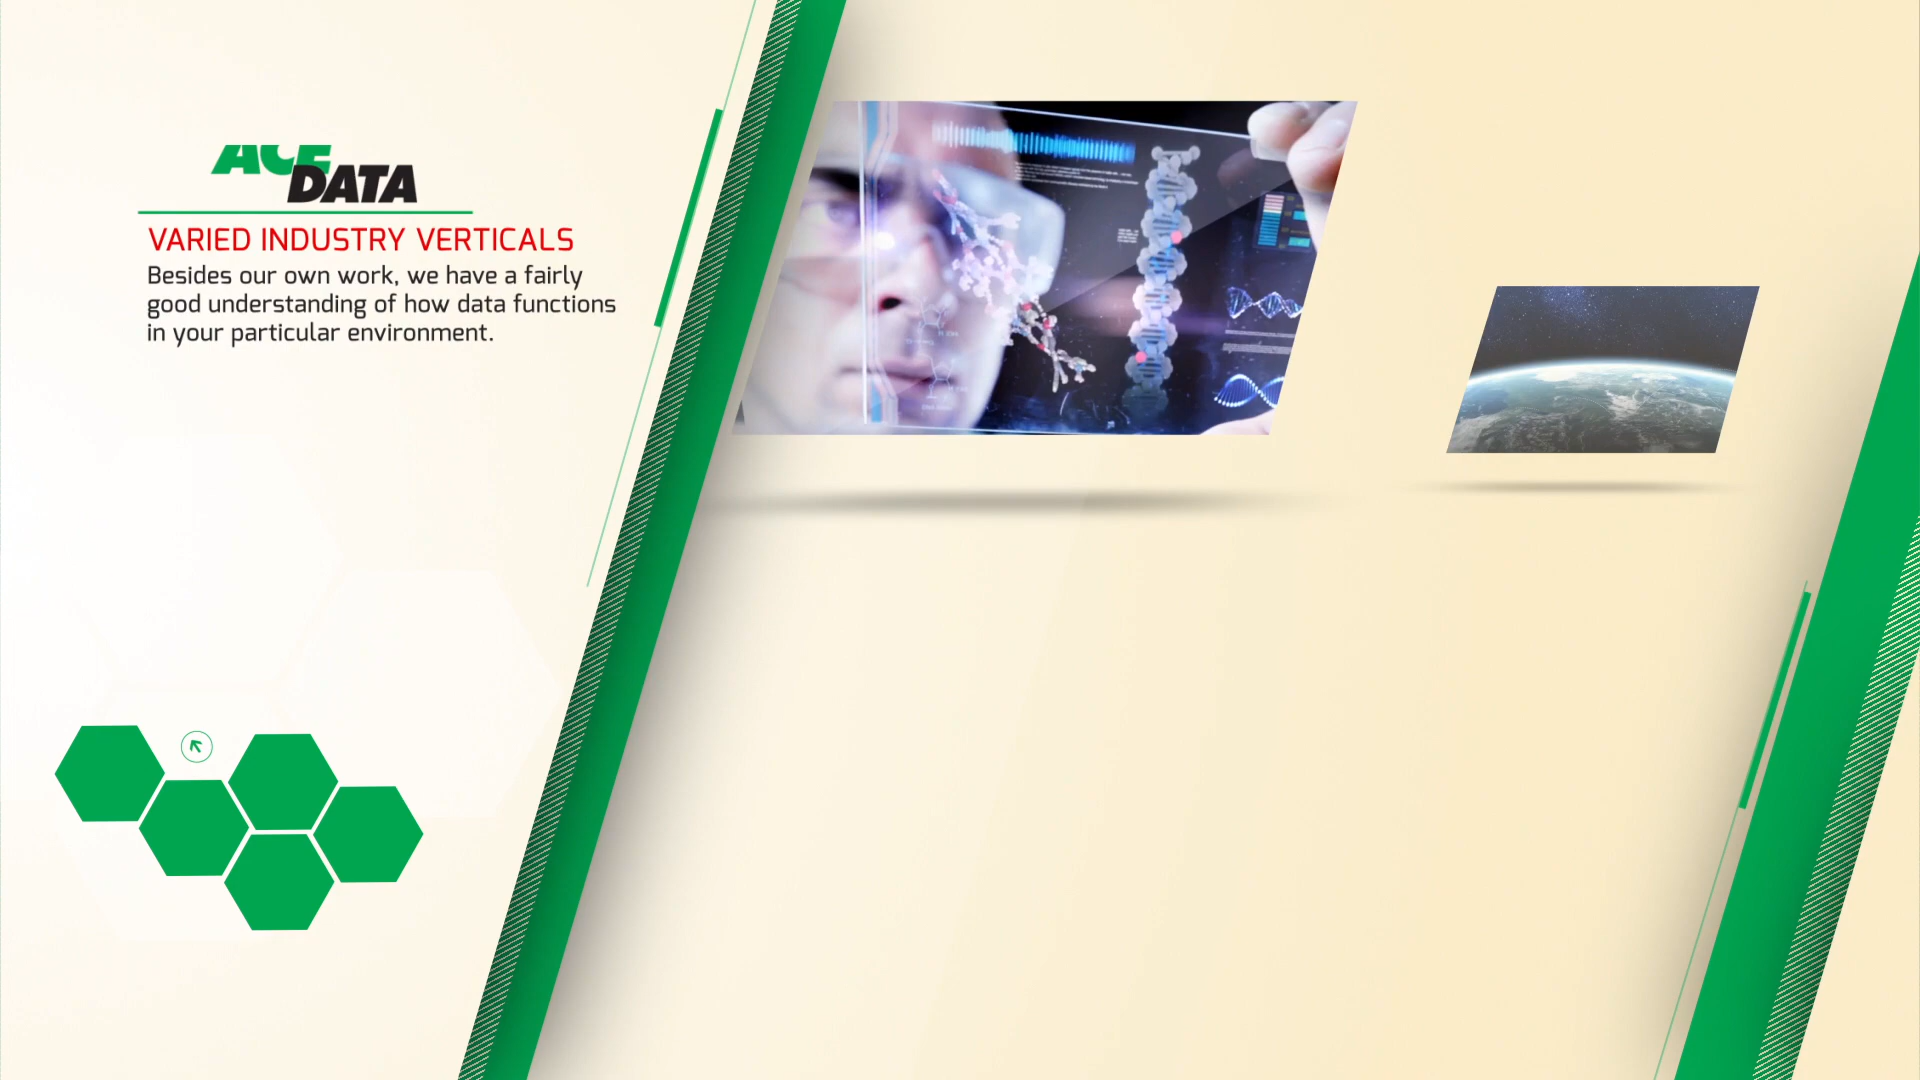 ACE
DATA
VARIED INDUSTRY VERTICALS
Besides our own work, we have a fairly
good understanding of how data functions
in your particular environment.